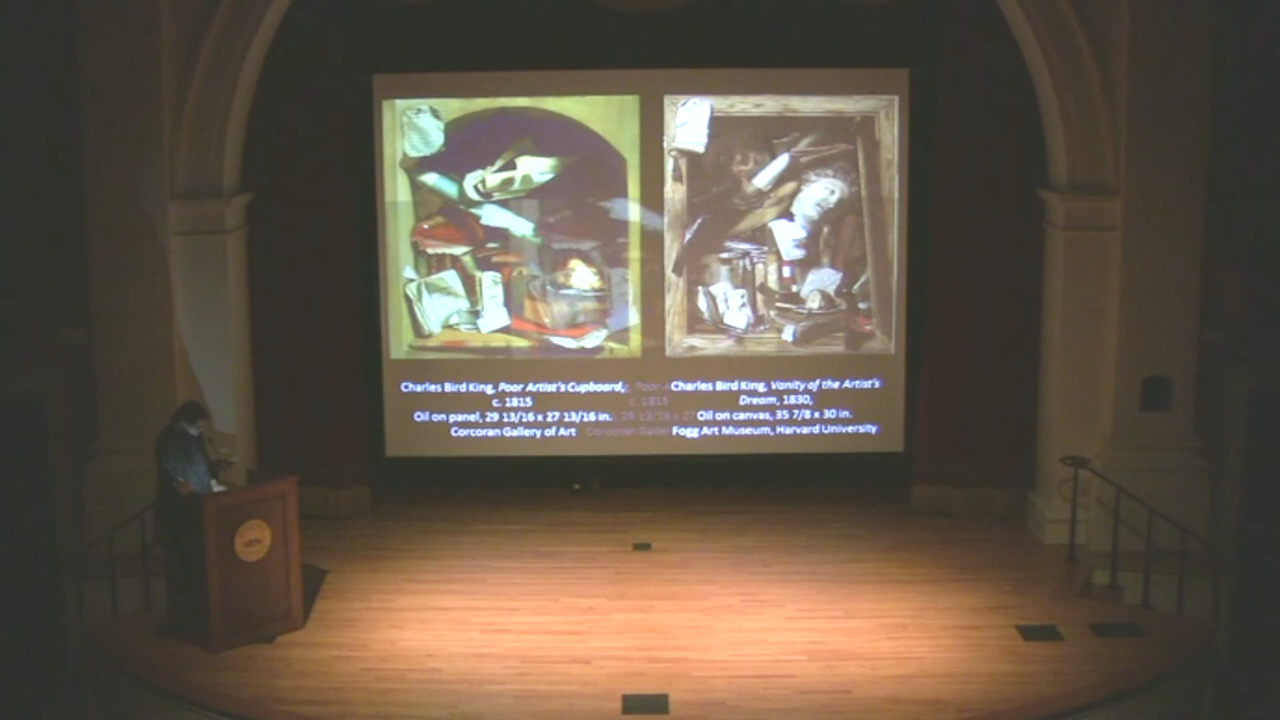 Charles Bird King, Poor Artist's Cupboard,
c. 1815
Oil on panel, 29 13/16 x 27 13/16 in.
Corcoran Gallery of Art
Charles Bird King, Vanity of the Artist's
Dream, 1830,
Oil on canvas, 35 7/8 x 30 in.
Fogg Art Museum, Harvard University